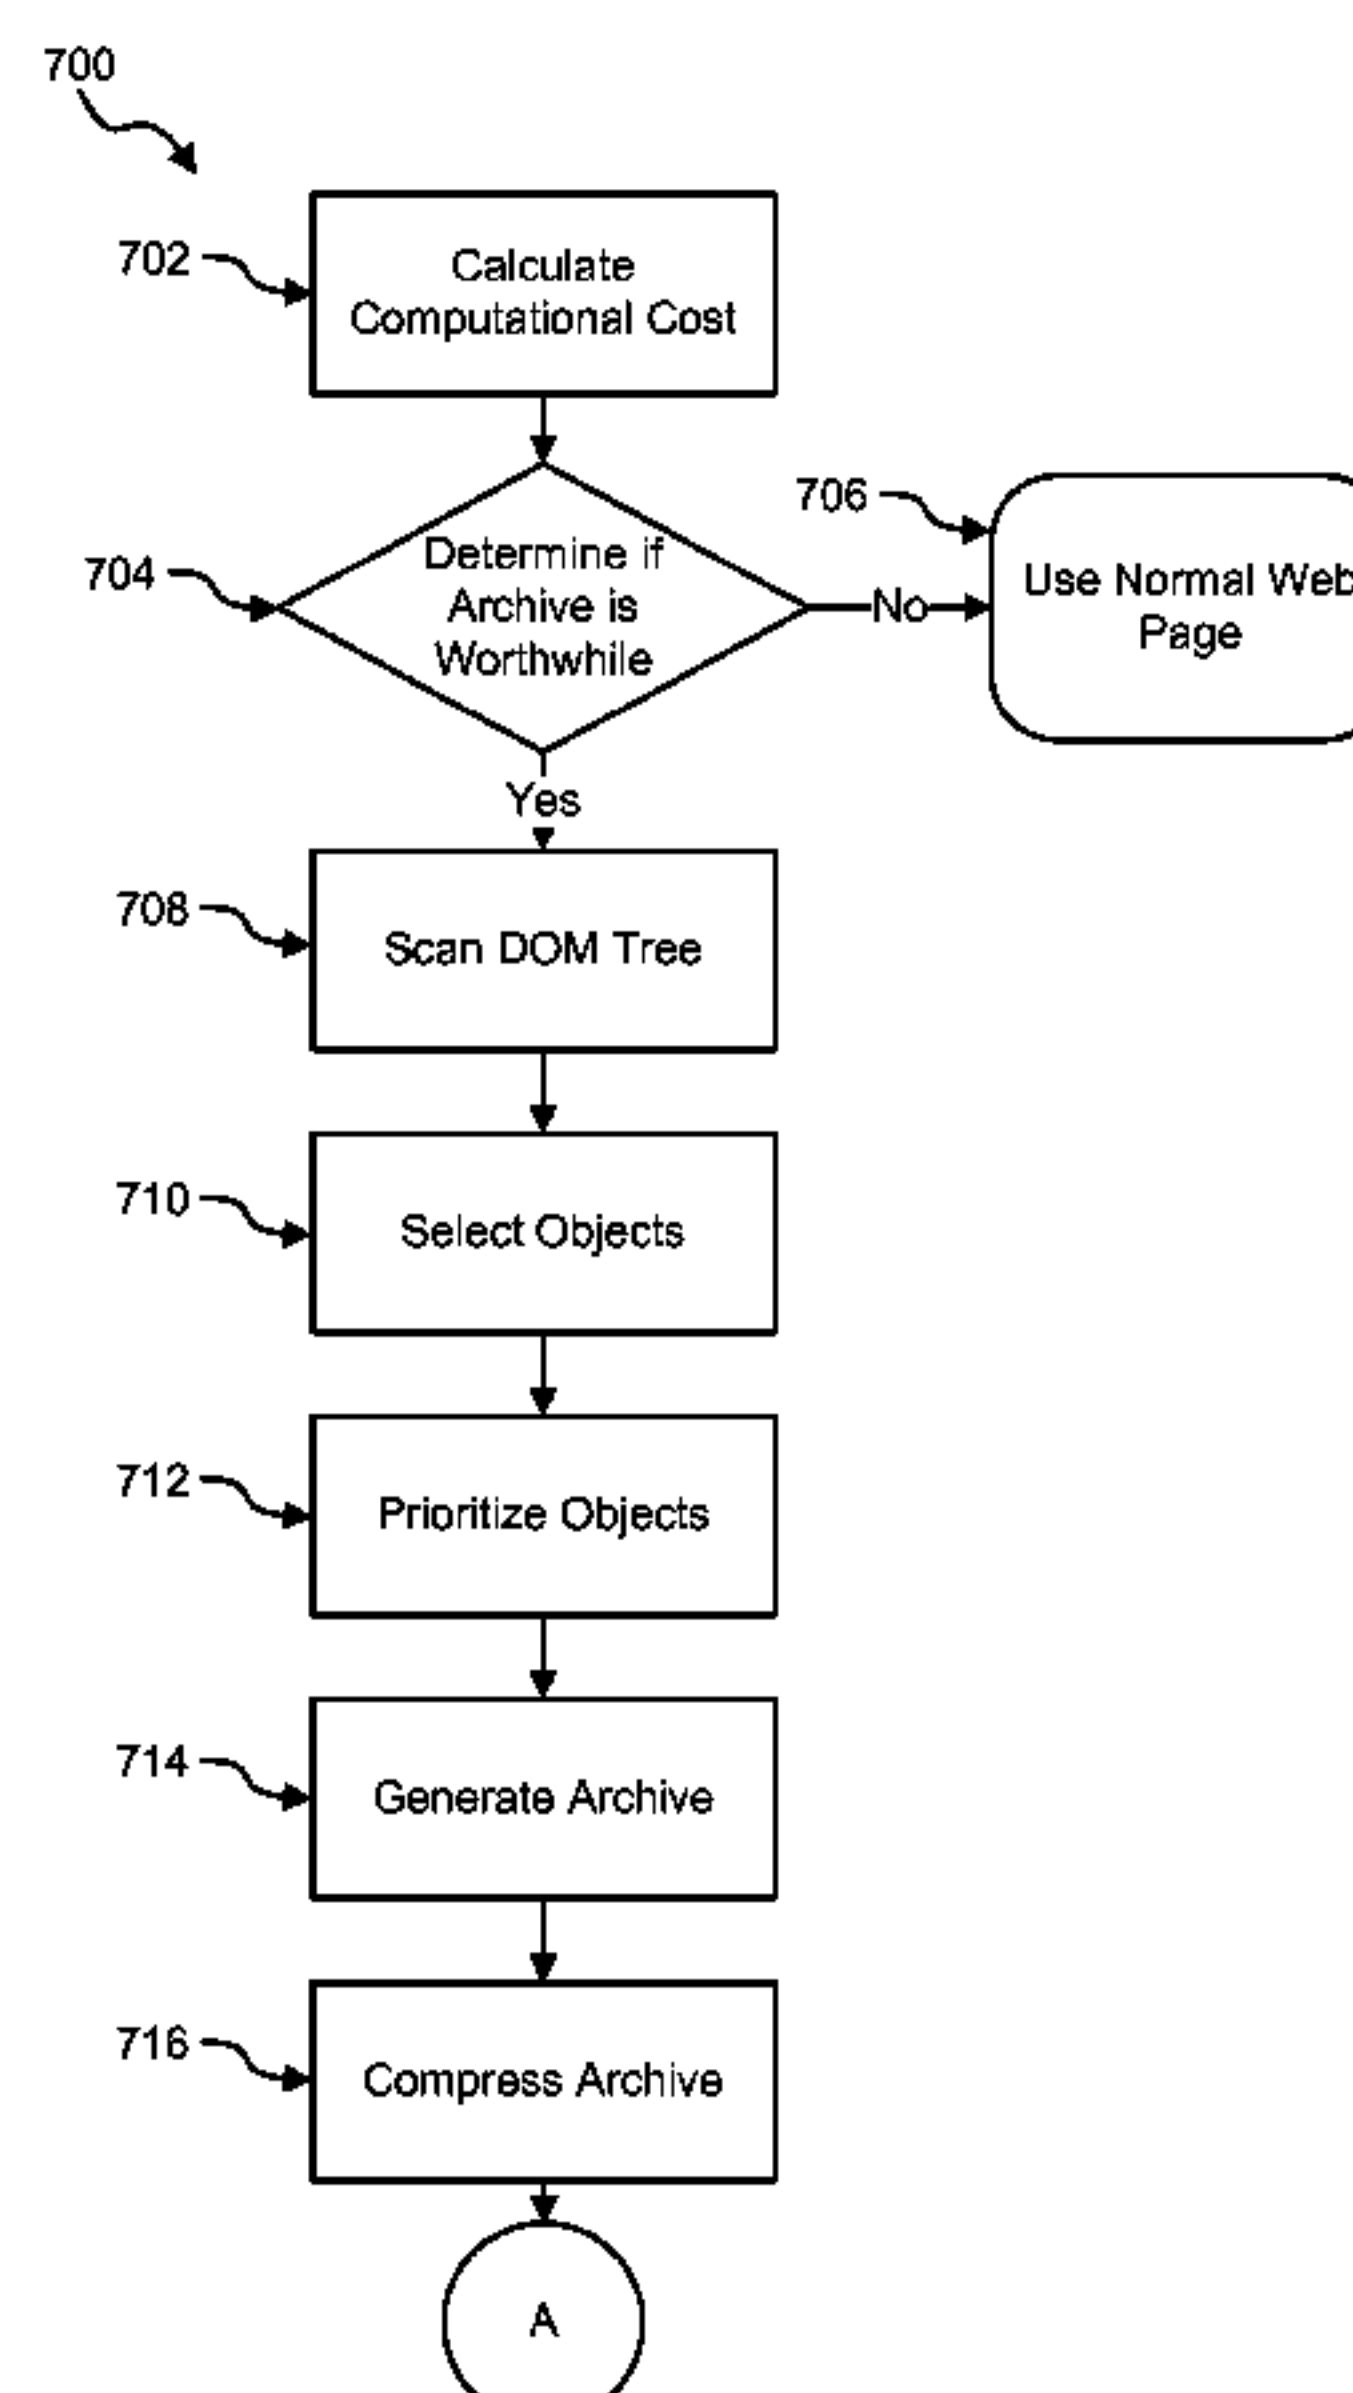 700
702
Calculate
Computational Cost
704
Determine if
Archive is
Worthwhile
No
706
Use Normal Web
Page
Yes
708
Scan DOM Tree
710
Select Objects
712
Prioritize Objects
714
Generate Archive
716
Compress Archive
A